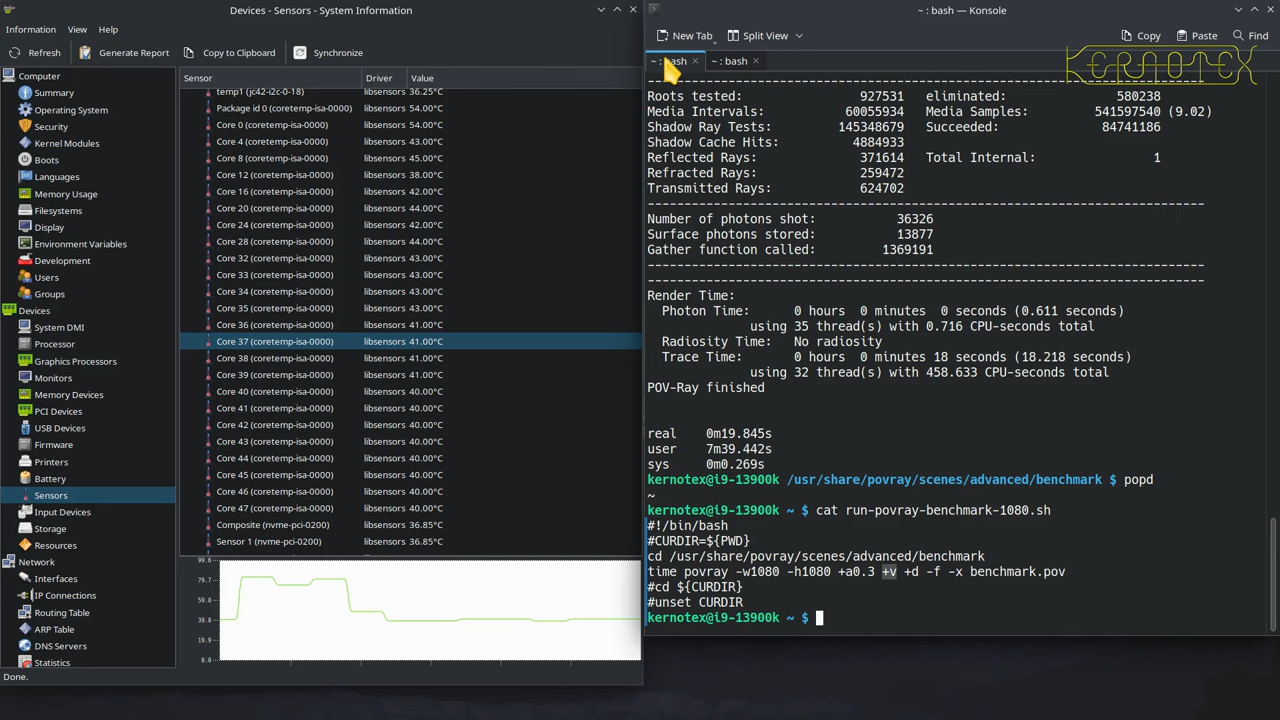 Devices - Sensors - System Information
Information View Help
Refresh Generate Report Copy to Clipboard Synchronize
Computer
Summary
Operating System
Security
Kernel Modules
Boots
Languages
Memory Usage
Filesystems
Display
Environment Variables
Development
Users
Groups
Devices
System DMI
Processor
Graphics Processors
Monitors
Memory Devices
PCI Devices
USB Devices
Firmware
Printers
Battery
Sensors
Input Devices
Storage
Resources
Network
Interfaces
IP Connections
Routing Table
ARP Table
DNS Servers
Statistics
Done.
Sensor Driver Value
temp1 (jc42-i2c-0-18) libsensors 36.25°C
Package id 0 (coretemp-isa-0000) libsensors 54.00°C
Core 0 (coretemp-isa-0000) libsensors 54.00°C
Core 4 (coretemp-isa-0000) libsensors 43.00°C
Core 8 (coretemp-isa-0000) libsensors 45.00°C
Core 12 (coretemp-isa-0000) libsensors 38.00°C
Core 16 (coretemp-isa-0000) libsensors 42.00°C
Core 20 (coretemp-isa-0000) libsensors 44.00°C
Core 24 (coretemp-isa-0000) libsensors 42.00°C
Core 28 (coretemp-isa-0000) libsensors 44.00°C
Core 32 (coretemp-isa-0000) libsensors 43.00°C
Core 33 (coretemp-isa-0000) libsensors 43.00°C
Core 34 (coretemp-isa-0000) libsensors 43.00°C
Core 35 (coretemp-isa-0000) libsensors 43.00°C
Core 36 (coretemp-isa-0000) libsensors 41.00°C
Core 37 (coretemp-isa-0000) libsensors 41.00°C
Core 38 (coretemp-isa-0000) libsensors 41.00°C
Core 39 (coretemp-isa-0000) libsensors 41.00°C
Core 40 (coretemp-isa-0000) libsensors 40.00°C
Core 41 (coretemp-isa-0000) libsensors 40.00°C
Core 42 (coretemp-isa-0000) libsensors 40.00°C
Core 43 (coretemp-isa-0000) libsensors 40.00°C
Core 44 (coretemp-isa-0000) libsensors 40.00°C
Core 45 (coretemp-isa-0000) libsensors 40.00°C
Core 46 (coretemp-isa-0000) libsensors 40.00°C
Core 47 (coretemp-isa-0000) libsensors 40.00°C
Composite (nvme-pci-0200) libsensors 36.85°C
Sensor 1 (nvme-pci-0200) libsensors 36.85°C
99.6
79.7
59.8
39.9
19.9
0.0
~ : bash — Konsole
New Tab Split View Copy Paste Find
~ : bash ~ : bash
KERNOTEX
Roots tested: 927531 eliminated: 580238
Media Intervals: 60055934 Media Samples: 541597540 (9.02)
Shadow Ray Tests: 145348679 Succeeded: 84741186
Shadow Cache Hits: 4884933
Reflected Rays: 371614 Total Internal: 1
Refracted Rays: 259472
Transmitted Rays: 624702
Number of photons shot: 36326
Surface photons stored: 13877
Gather function called: 1369191
Render Time:
Photon Time: 0 hours 0 minutes 0 seconds (0.611 seconds)
using 35 thread(s) with 0.716 CPU-seconds total
Radiosity Time: No radiosity
Trace Time: 0 hours 0 minutes 18 seconds (18.218 seconds)
using 32 thread(s) with 458.633 CPU-seconds total
POV-Ray finished
real 0m19.845s
user 7m39.442s
sys 0m0.269s
kernotex@i9-13900k /usr/share/povray/scenes/advanced/benchmark $ popd
~
kernotex@i9-13900k ~ $ cat run-povray-benchmark-1080.sh
#!/bin/bash
#CURDIR=${PWD}
cd /usr/share/povray/scenes/advanced/benchmark
time povray -w1080 -h1080 +a0.3 +v +d -f -x benchmark.pov
#cd ${CURDIR}
#unset CURDIR
kernotex@i9-13900k ~ $